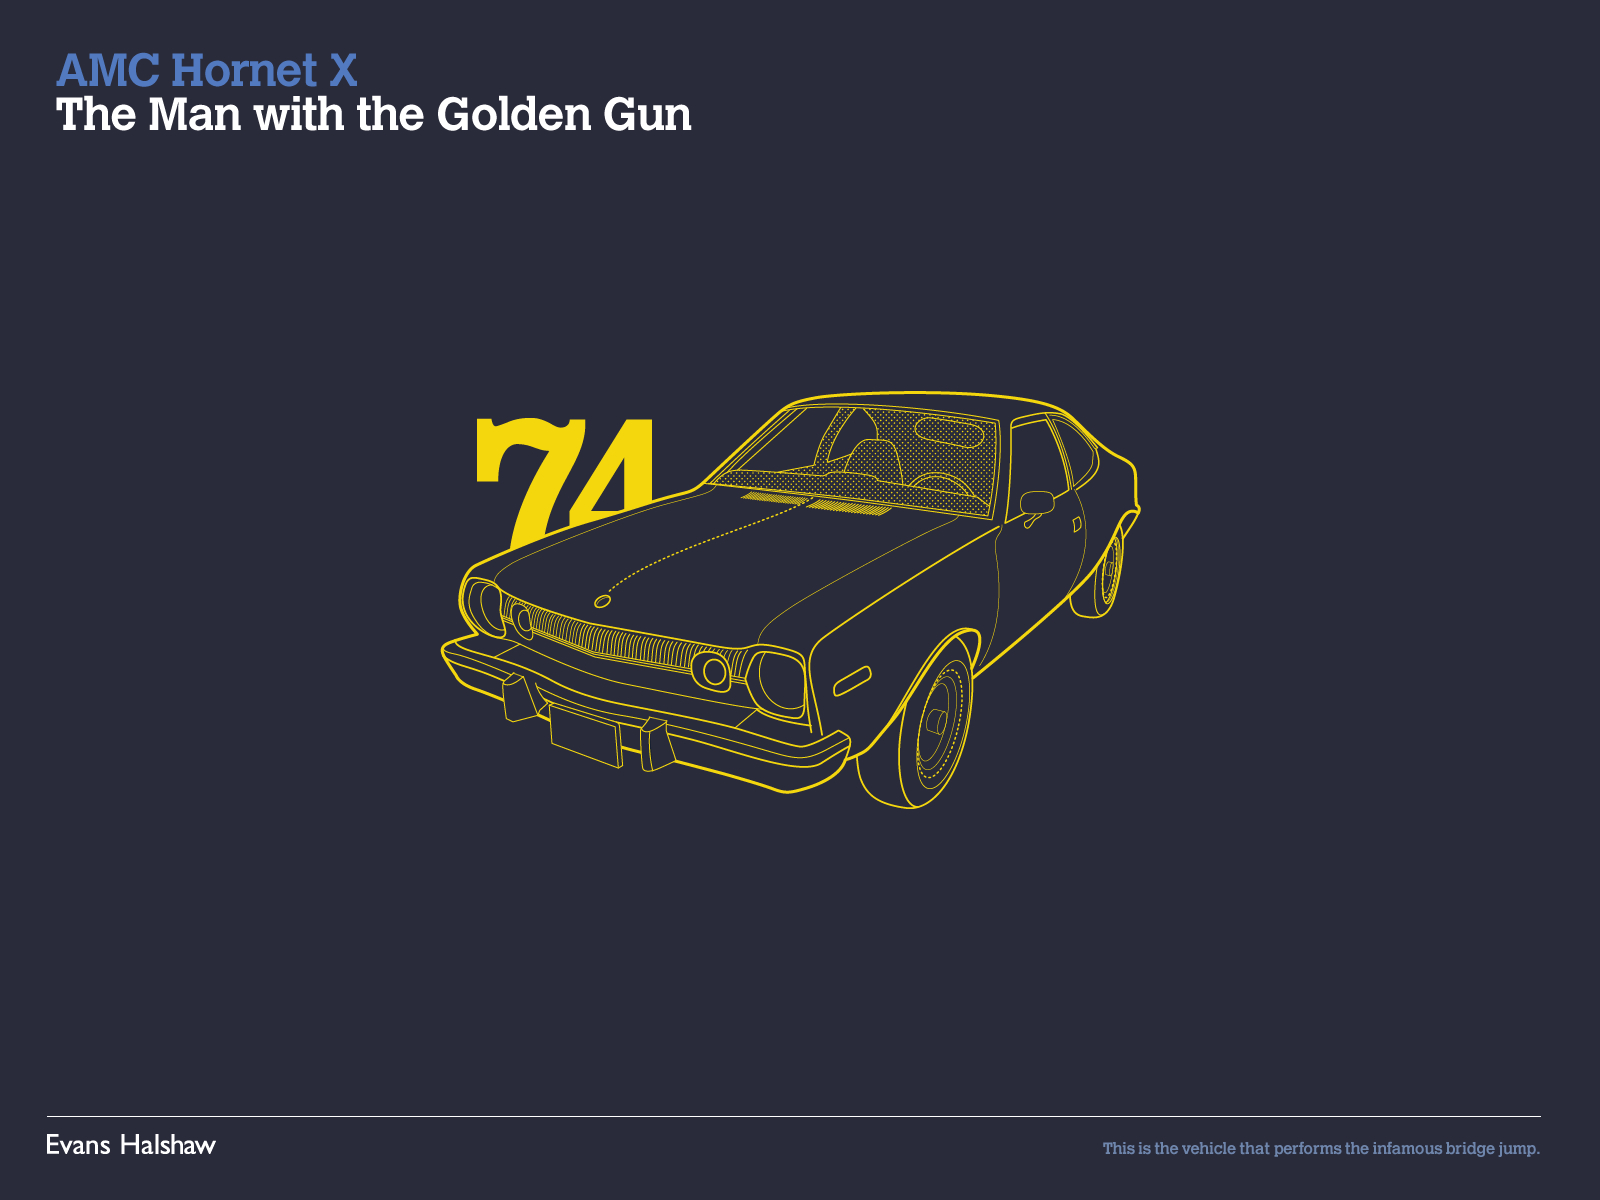 AMC Hornet X
The Man with the Golden Gun
74
Evans Halshaw
This is the vehicle that performs the infamous bridge jump.